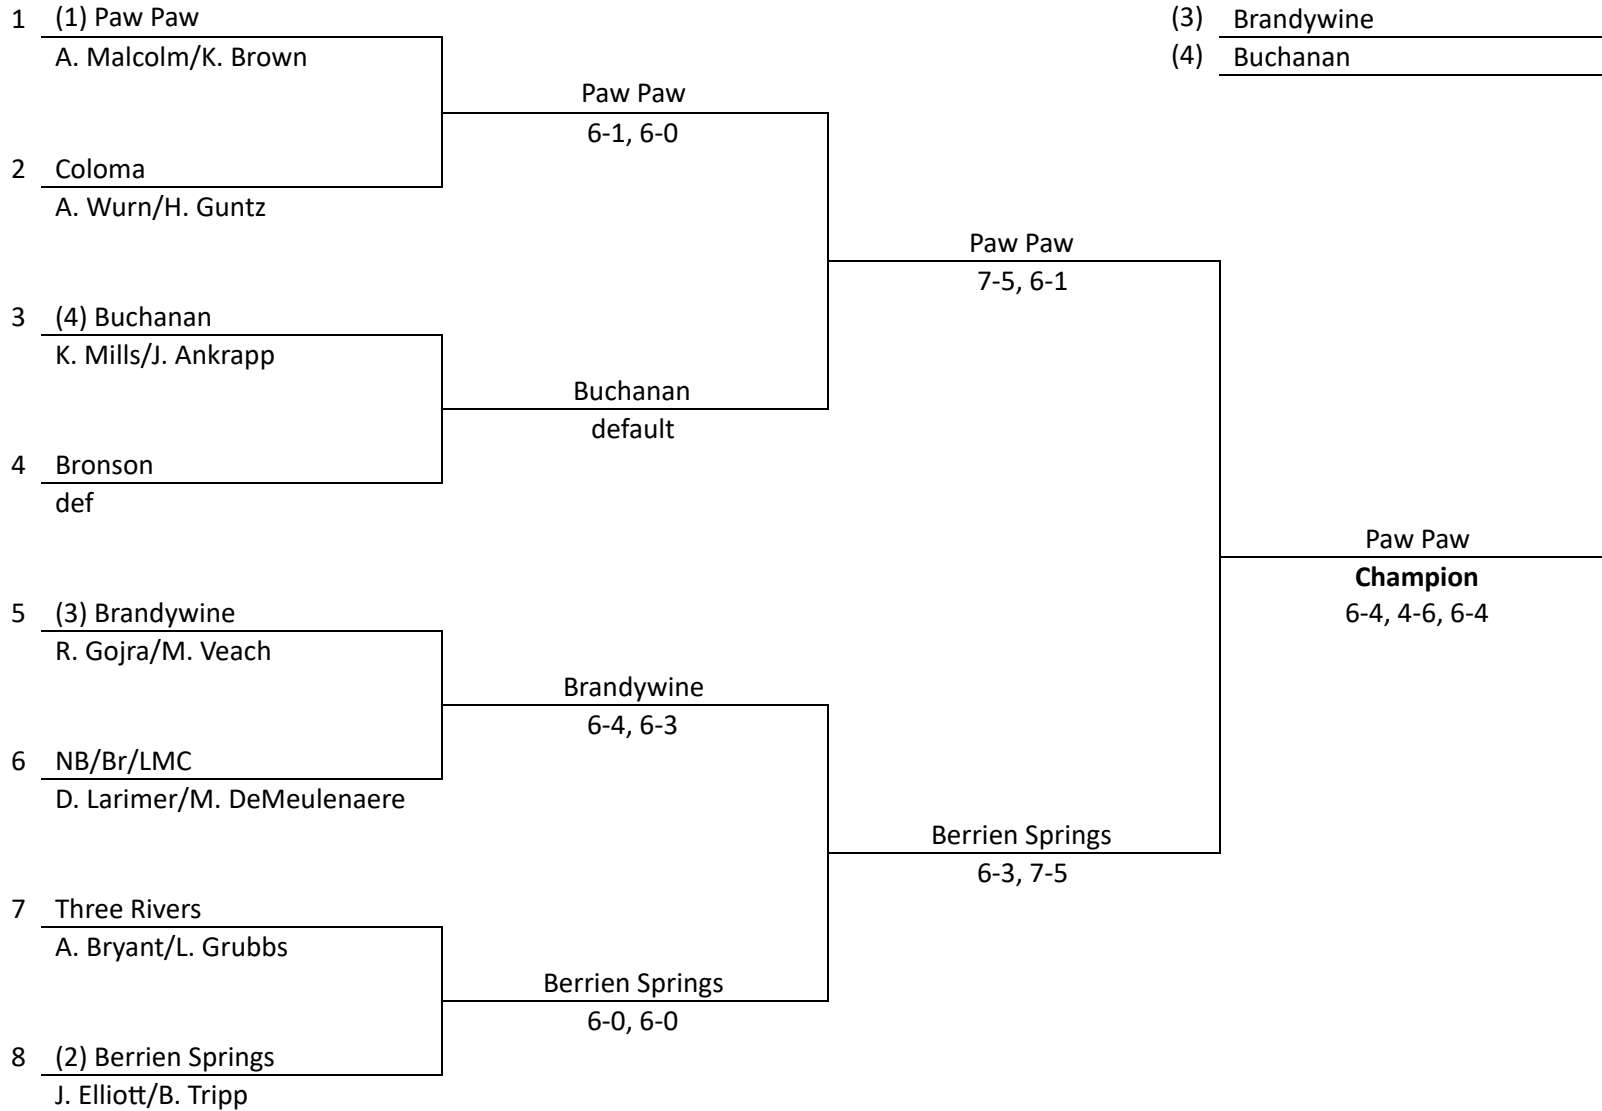 1 (1) Paw Paw
A. Malcolm/K. Brown
2 Coloma
A. Wurn/H. Guntz
3 (4) Buchanan
K. Mills/J. Ankrapp
4 Bronson
def
5 (3) Brandywine
R. Gojra/M. Veach
6 NB/Br/LMC
D. Larimer/M. DeMeulenaere
7 Three Rivers
A. Bryant/L. Grubbs
8 (2) Berrien Springs
J. Elliott/B. Tripp
Paw Paw
6-1, 6-0
Buchanan
default
Brandywine
6-4, 6-3
Berrien Springs
6-0, 6-0
Paw Paw
7-5, 6-1
Berrien Springs
6-3, 7-5
(3) Brandywine
(4) Buchanan
Paw Paw
Champion
6-4, 4-6, 6-4